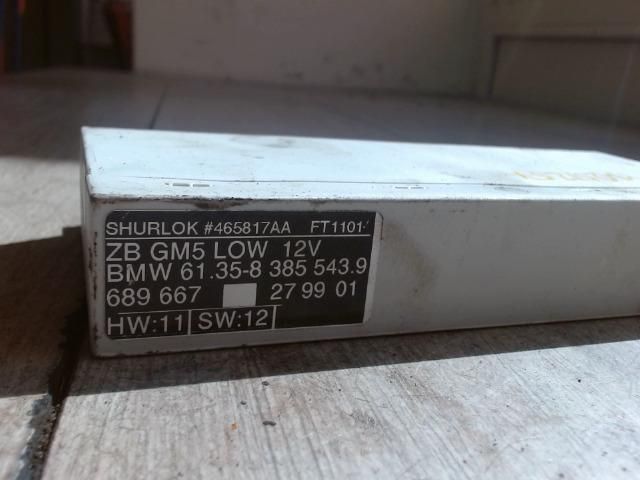 SHURLOK #465817AA FT1101
ZB GM5 LOW 12V
BMW 61.35-8 385 543.9
689 667 27 99 01
HW:11 SW:12